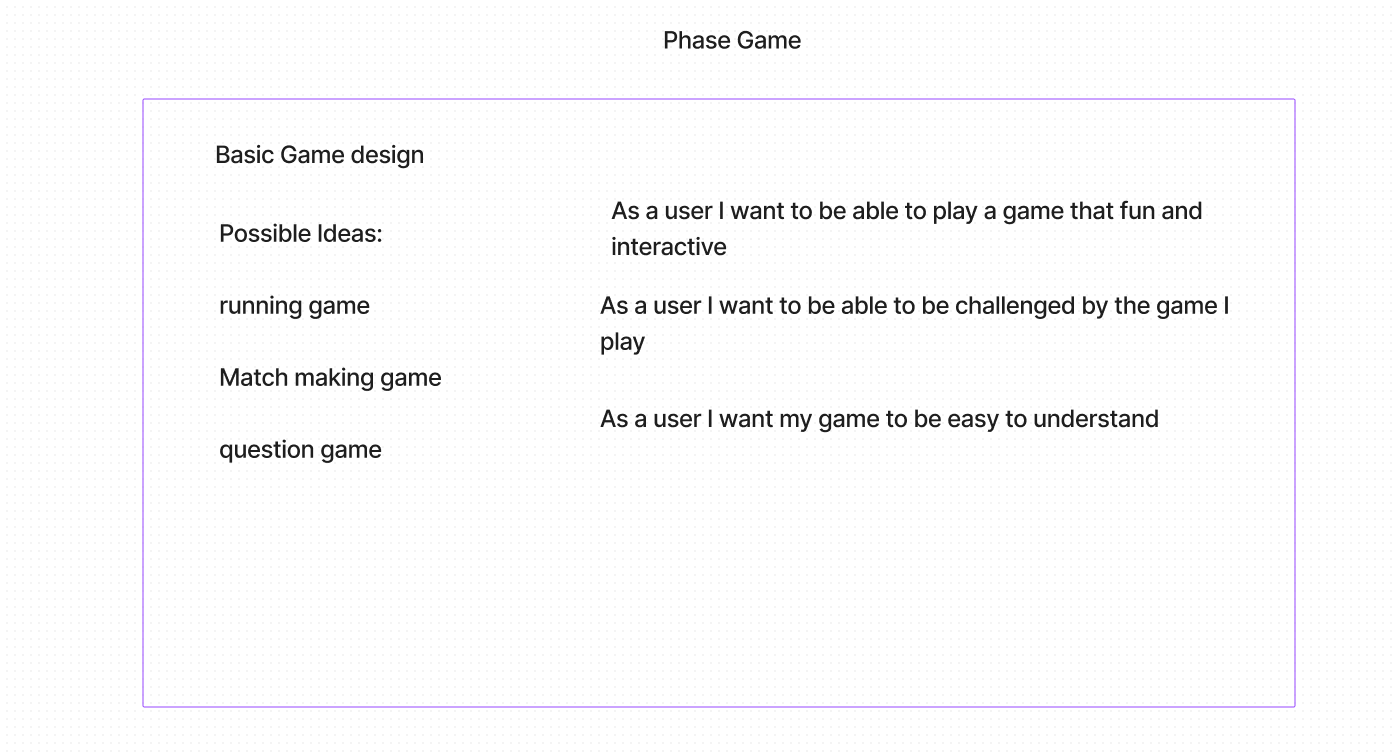 Phase Game
Basic Game design
Possible Ideas:
running game
Match making game
question game
As a user I want to be able to play a game that fun and
interactive
As a user I want to be able to be challenged by the game I
play
As a user I want my game to be easy to understand